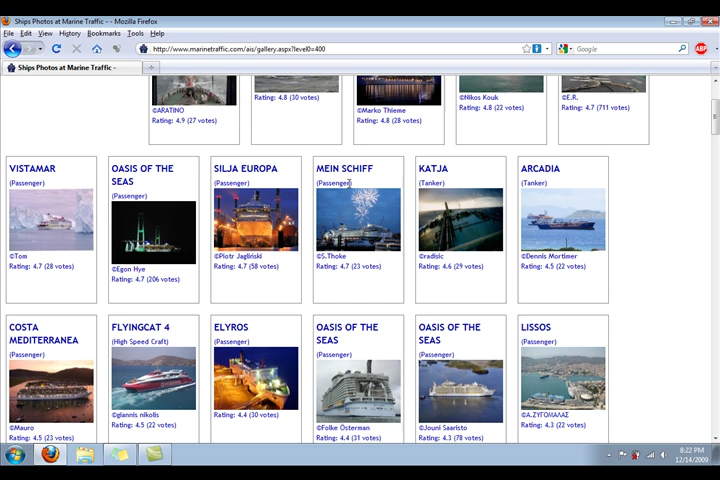 Ships Photos at Marine Traffic - - Mozilla Firefox
File Edit View History Bookmarks Tools Help
http://www.marinetraffic.com/ais/gallery.aspx?level0=400
Google
ABP
Ships Photos at Marine Traffic -
©ARATINO
Rating: 4.9 (27 votes)
Rating: 4.8 (30 votes)
©Marko Thieme
Rating: 4.8 (28 votes)
©Nikos Kouk
Rating: 4.8 (22 votes)
©E.R.
Rating: 4.7 (711 votes)
VISTAMAR
(Passenger)
©Tom
Rating: 4.7 (28 votes)
OASIS OF THE
SEAS
(Passenger)
©Egon Hye
Rating: 4.7 (206 votes)
SILJA EUROPA
(Passenger)
©Piotr Jagliński
Rating: 4.7 (58 votes)
MEIN SCHIFF
(Passenger)
©S.Thoke
Rating: 4.7 (23 votes)
KATJA
(Tanker)
©radisic
Rating: 4.6 (29 votes)
ARCADIA
(Tanker)
©Dennis Mortimer
Rating: 4.5 (22 votes)
COSTA
MEDITERRANEA
(Passenger)
©Mauro
Rating: 4.5 (23 votes)
FLYINGCAT 4
(High Speed Craft)
©giannis nikolis
Rating: 4.5 (22 votes)
ELYROS
(Passenger)
Rating: 4.4 (30 votes)
OASIS OF THE
SEAS
(Passenger)
©Folke Osterman
Rating: 4.4 (31 votes)
OASIS OF THE
SEAS
(Passenger)
©Jouni Saaristo
Rating: 4.3 (78 votes)
LISSOS
(Passenger)
©Α.ΖΥΓΟΜΑΛΑΣ
Rating: 4.3 (22 votes)
8:22 PM
12/14/2009